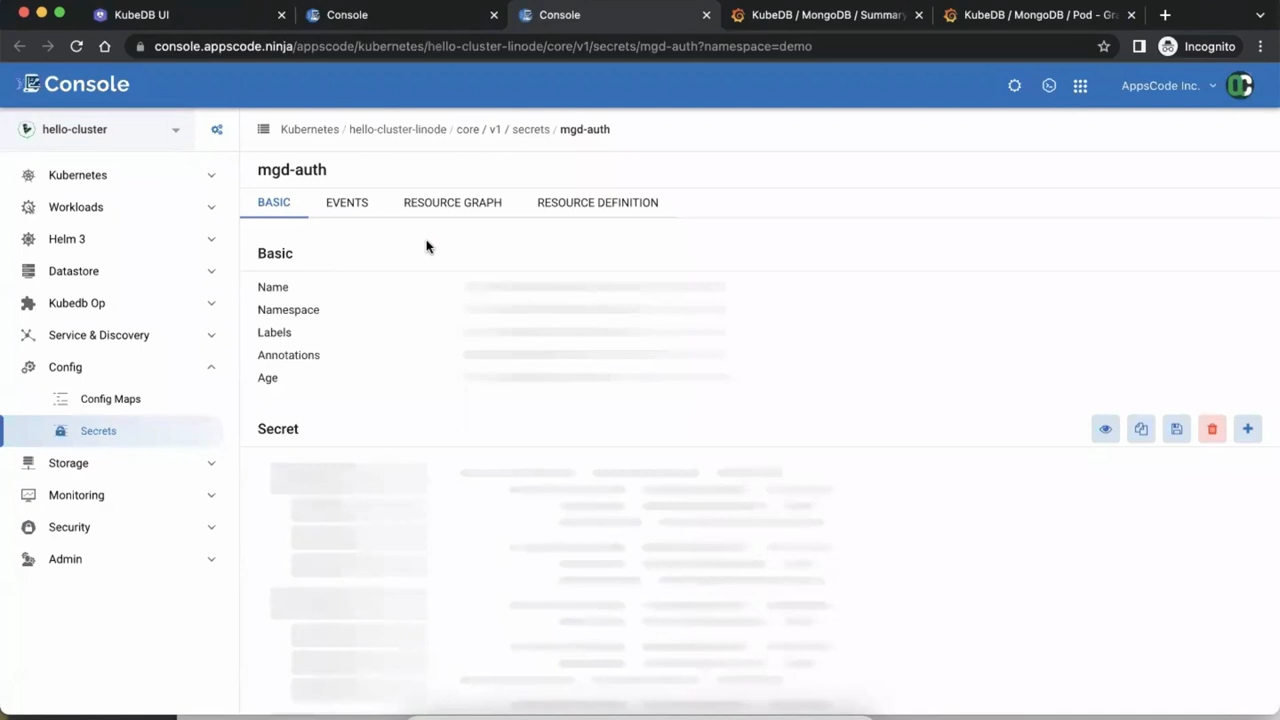 KubeDB UI
Console
Console
KubeDB / MongoDB / Summary
KubeDB / MongoDB / Pod - Gra
console.appscode.ninja/appscode/kubernetes/hello-cluster-linode/core/v1/secrets/mgd-auth?namespace=demo
Incognito
Console
AppsCode Inc.
hello-cluster
Kubernetes / hello-cluster-linode / core / v1 / secrets / mgd-auth
mgd-auth
BASIC EVENTS RESOURCE GRAPH RESOURCE DEFINITION
Kubernetes
Workloads
Helm 3
Datastore
Kubedb Op
Service & Discovery
Config
Config Maps
Secrets
Storage
Monitoring
Security
Admin
Basic
Name
Namespace
Labels
Annotations
Age
Secret